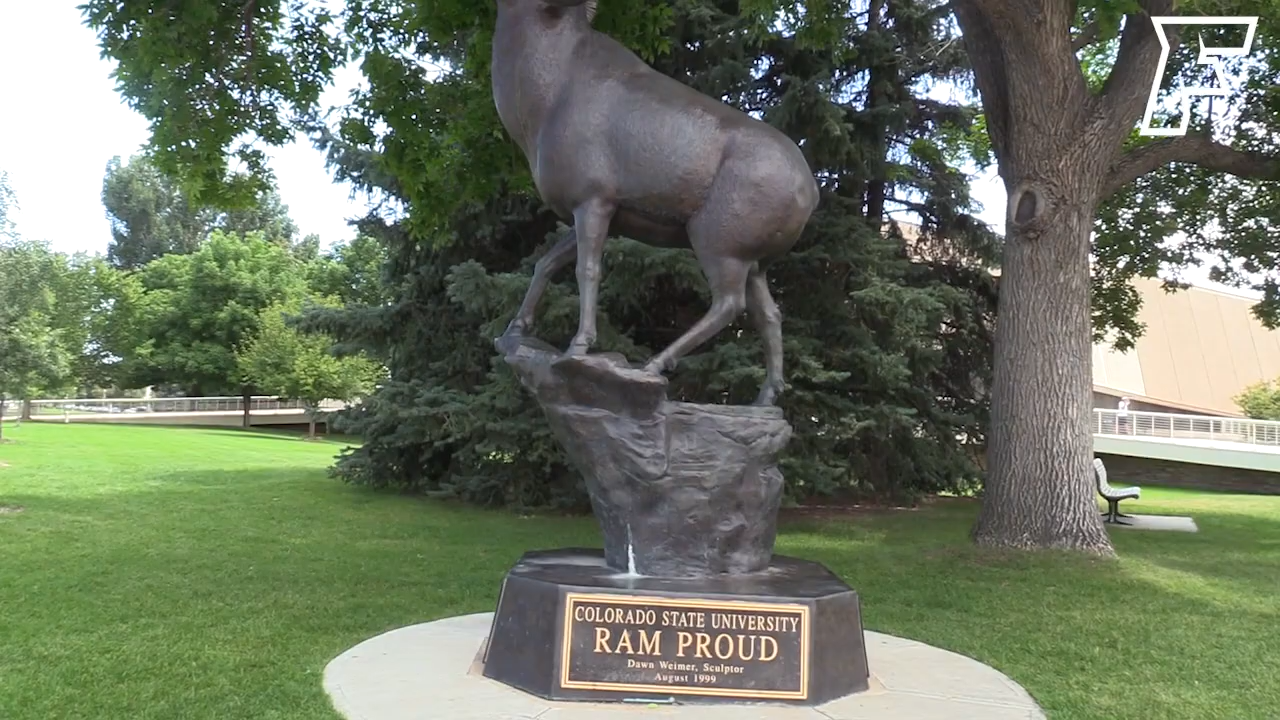 COLORADO STATE UNIVERSITY
RAM PROUD
Dawn Weimer, Sculptor
August 1999